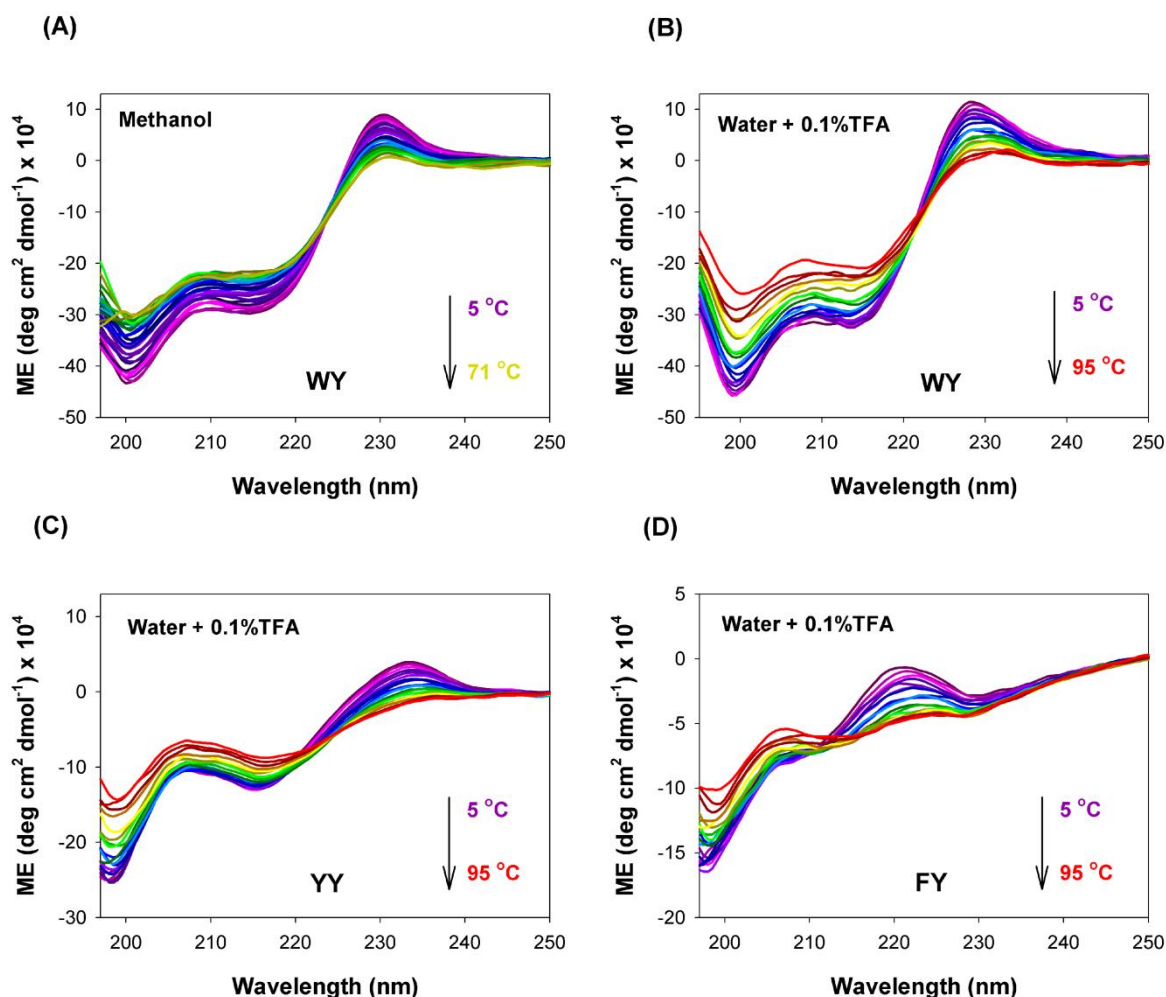 (A)
Methanol
ME (deg cm² dmol⁻¹) x 10⁴
10
0
-10
-20
-30
-40
-50
5 °C
71 °C
WY
200 210 220 230 240 250
Wavelength (nm)
(B)
Water + 0.1%TFA
ME (deg cm² dmol⁻¹) x 10⁴
10
0
-10
-20
-30
-40
-50
5 °C
95 °C
WY
200 210 220 230 240 250
Wavelength (nm)
(C)
Water + 0.1%TFA
ME (deg cm² dmol⁻¹) x 10⁴
10
0
-10
-20
-30
5 °C
95 °C
YY
200 210 220 230 240 250
Wavelength (nm)
(D)
Water + 0.1%TFA
ME (deg cm² dmol⁻¹) x 10⁴
5
0
-5
-10
-15
-20
5 °C
95 °C
FY
200 210 220 230 240 250
Wavelength (nm)